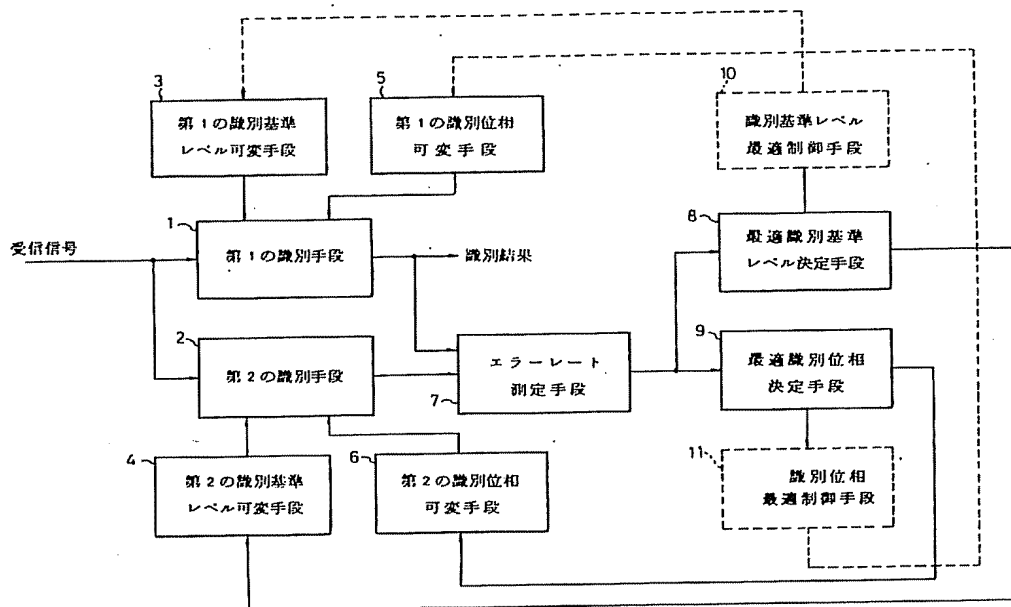 3
第1の識別基準
レベル可変手段
5
第1の識別位相
可変手段
10
識別基準レベル
最適制御手段
受信信号
1
第1の識別手段
識別結果
8
最適識別基準
レベル決定手段
2
第2の識別手段
エラーレート
測定手段
7
9
最適識別位相
決定手段
4
第2の識別基準
レベル可変手段
6
第2の識別位相
可変手段
11
識別位相
最適制御手段